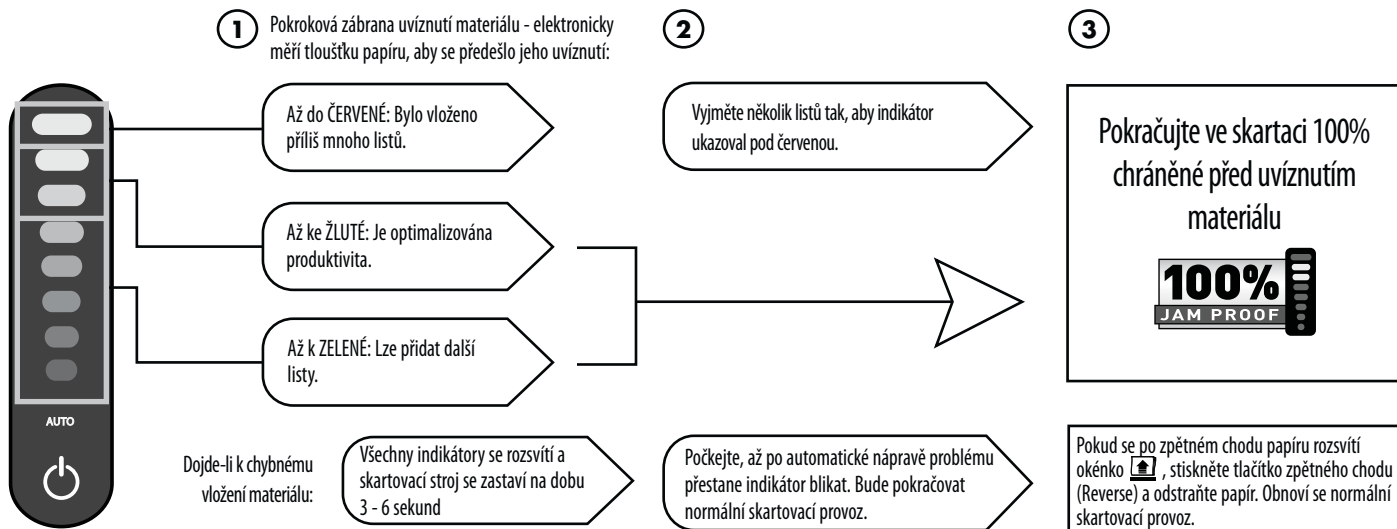 1
Pokroková zábrana uvíznutí materiálu - elektronicky
měří tloušťku papíru, aby se předešlo jeho uvíznutí:
Až do ČERVENÉ: Bylo vloženo
příliš mnoho listů.
Až ke ŽLUTÉ: Je optimalizována
produktivita.
Až k ZELENÉ: Lze přidat další
listy.
AUTO
2
Vyjměte několik listů tak, aby indikátor
ukazoval pod červenou.
3
Pokračujte ve skartaci 100%
chráněné před uvíznutím
materiálu
100%
JAM PROOF
Dojde-li k chybnému
vložení materiálu:
Všechny indikátory se rozsvítí a
skartovací stroj se zastaví na dobu
3 - 6 sekund
Počkejte, až po automatické nápravě problému
přestane indikátor blikat. Bude pokračovat
normální skartovací provoz.
Pokud se po zpětném chodu papíru rozsvítí
okénko , stiskněte tlačítko zpětného chodu
(Reverse) a odstraňte papír. Obnoví se normální
skartovací provoz.